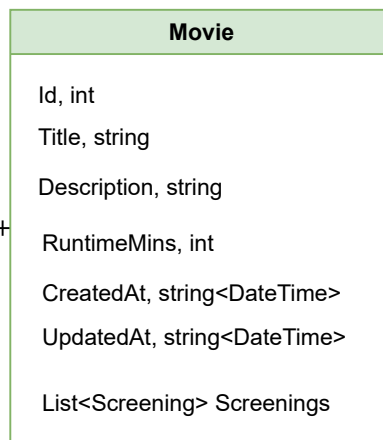 Movie
Id, int
Title, string
Description, string
RuntimeMins, int
CreatedAt, string<DateTime>
UpdatedAt, string<DateTime>
List<Screening> Screenings